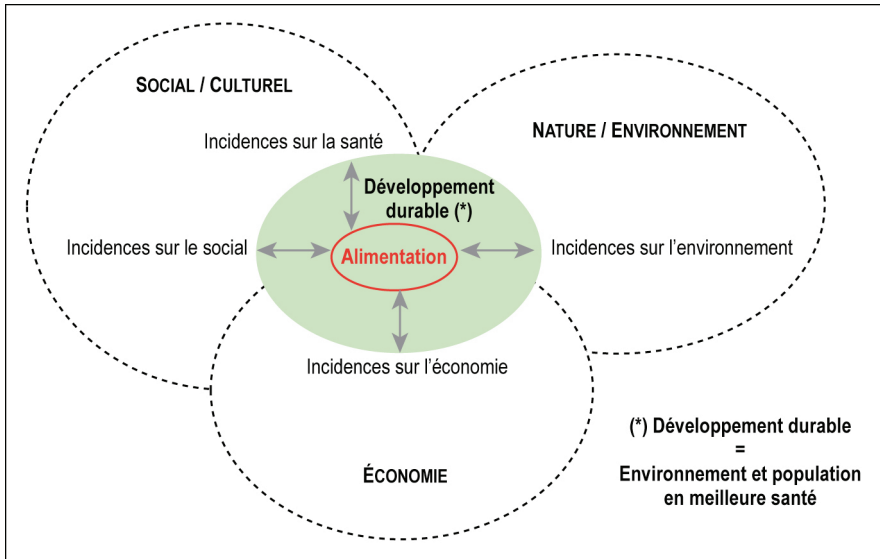 SOCIAL / CULTUREL
NATURE / ENVIRONNEMENT
Incidences sur la santé
Développement
durable (*)
Incidences sur le social
Alimentation
Incidences sur l’environnement
Incidences sur l’économie
ÉCONOMIE
(*) Développement durable
=
Environnement et population
en meilleure santé